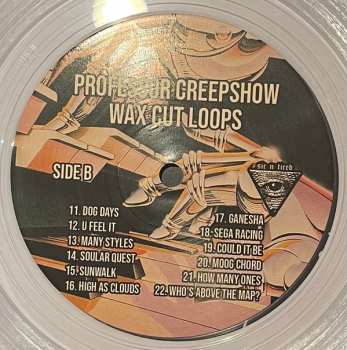 PROFESSOR CREEPSHOW
WAX CUT LOOPS
SIDE B
sic n tired
11. DOG DAYS
12. U FEEL IT
13. MANY STYLES
14. SOULAR QUEST
15. SUNWALK
16. HIGH AS CLOUDS
17. GANESHA
18. SEGA RACING
19. COULD IT BE
20. MOOG CHORD
21. HOW MANY ONES
22. WHO'S ABOVE THE MAP?